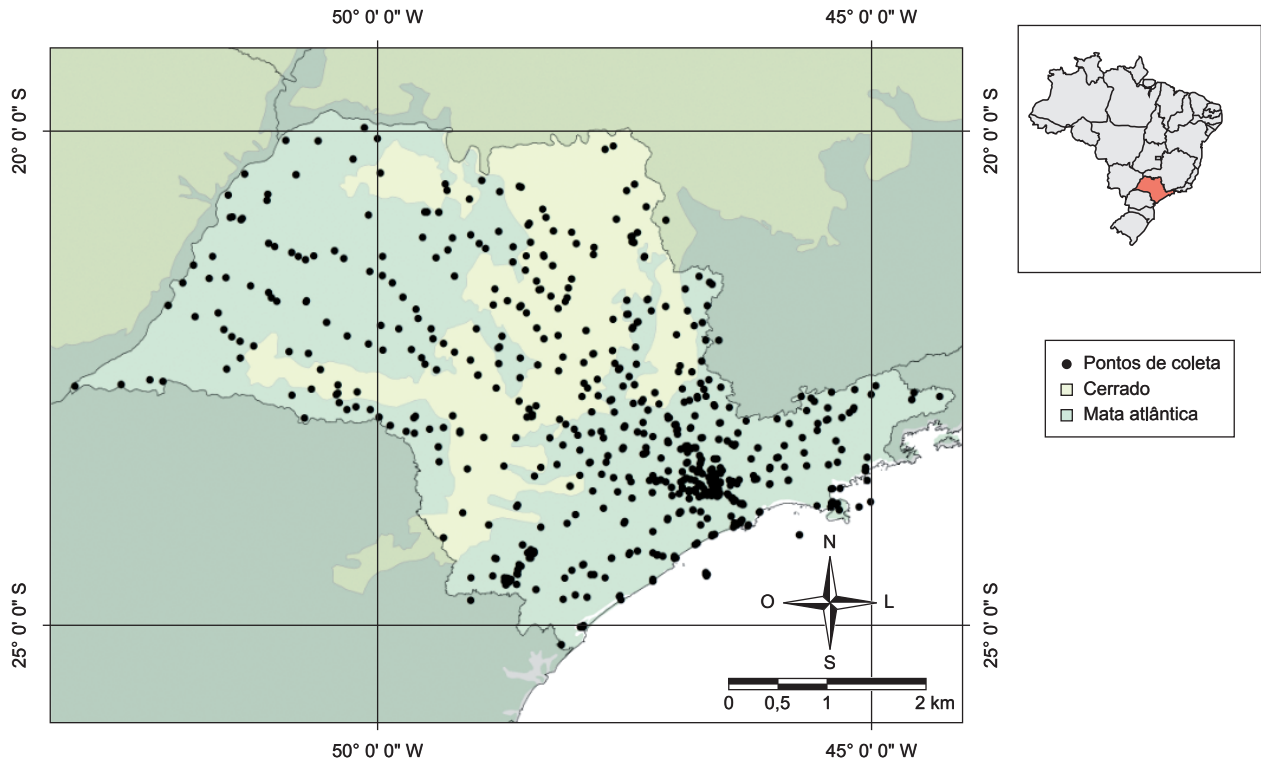 50° 0' 0" W
45° 0' 0" W
20° 0' 0" S
20° 0' 0" S
Pontos de coleta
Cerrado
Mata atlântica
N
O
L
S
25° 0' 0" S
25° 0' 0" S
0
0,5
1
2 km
50° 0' 0" W
45° 0' 0" W